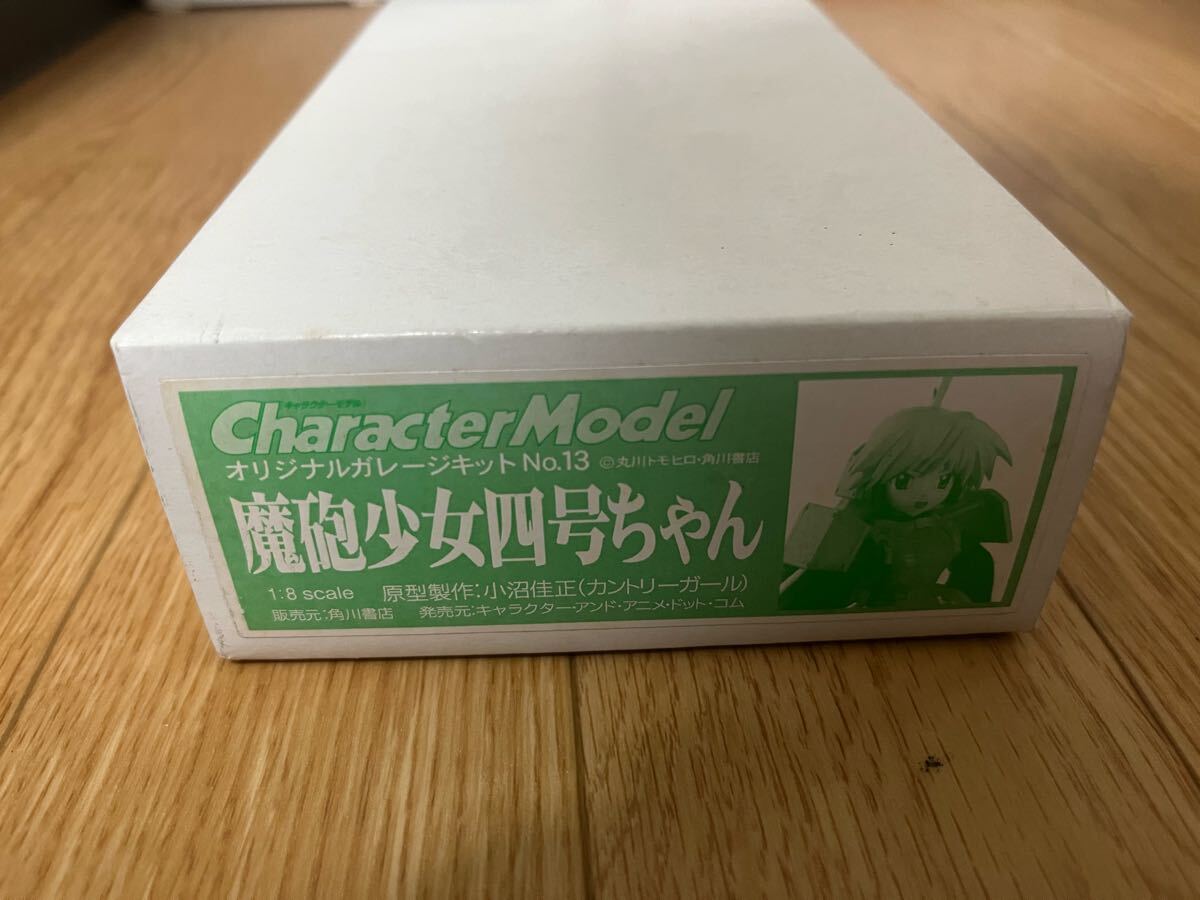 キャラクターモデル
CharacterModel
オリジナルガレージキット No.13 ©丸川トモヒロ・角川書店
魔砲少女四号ちゃん
1:8 scale 原型製作:小沼佳正(カントリーガール)
販売元:角川書店 発売元:キャラクター・アンド・アニメ・ドット・コム